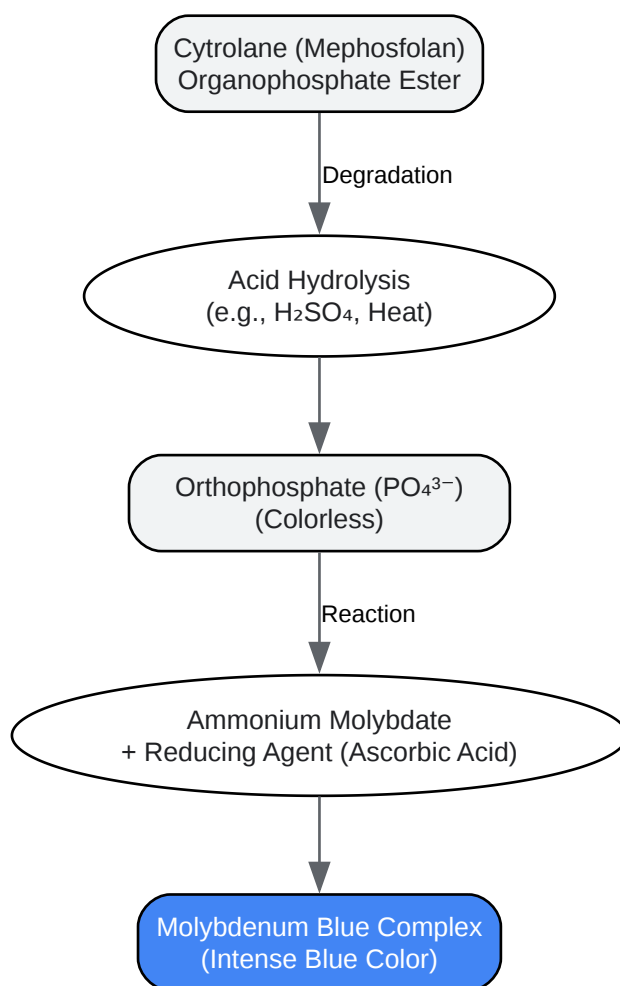 Cytrolane (Mephosfolan)
Organophosphate Ester
Degradation
Acid Hydrolysis
(e.g., H₂SO₄, Heat)
Orthophosphate (PO₄³⁻)
(Colorless)
Reaction
Ammonium Molybdate
+ Reducing Agent (Ascorbic Acid)
Molybdenum Blue Complex
(Intense Blue Color)